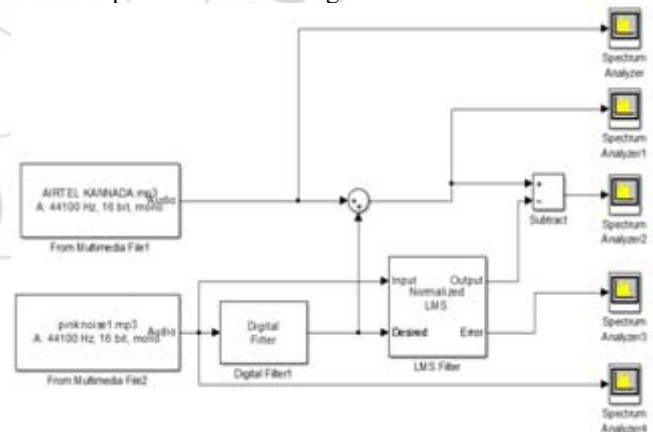 Spectrum
Analyzer
Spectrum
Analyzer1
AIRTEL KANNADA.mp3
A: 44100 Hz, 16 bit, mono
Audio
From Multimedia File1
+
−
Subtract
Spectrum
Analyzer2
pinknoise1.mp3
A: 44100 Hz, 16 bit, mono
Audio
From Multimedia File2
Digital
Filter
Digital Filter1
Input
Output
Normalized
LMS
Desired
Error
LMS Filter
Spectrum
Analyzer3
Spectrum
Analyzer4